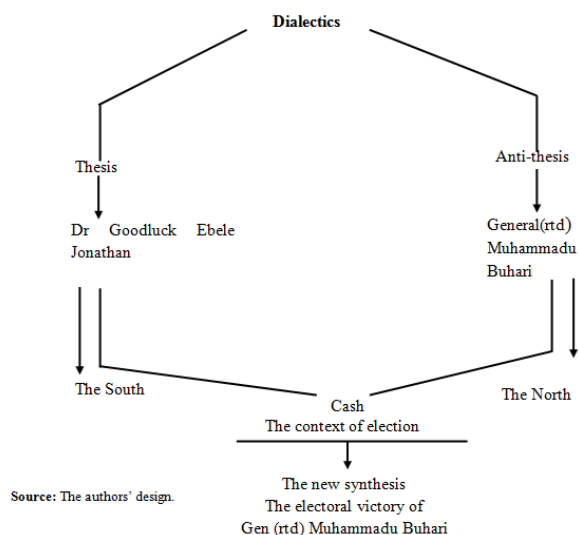 Dialectics
Thesis
Anti-thesis
Dr Goodluck Ebele
Jonathan
General(rtd)
Muhammadu
Buhari
The South
The North
Cash
The context of election
The new synthesis
The electoral victory of
Gen (rtd) Muhammadu Buhari
Source: The authors' design.